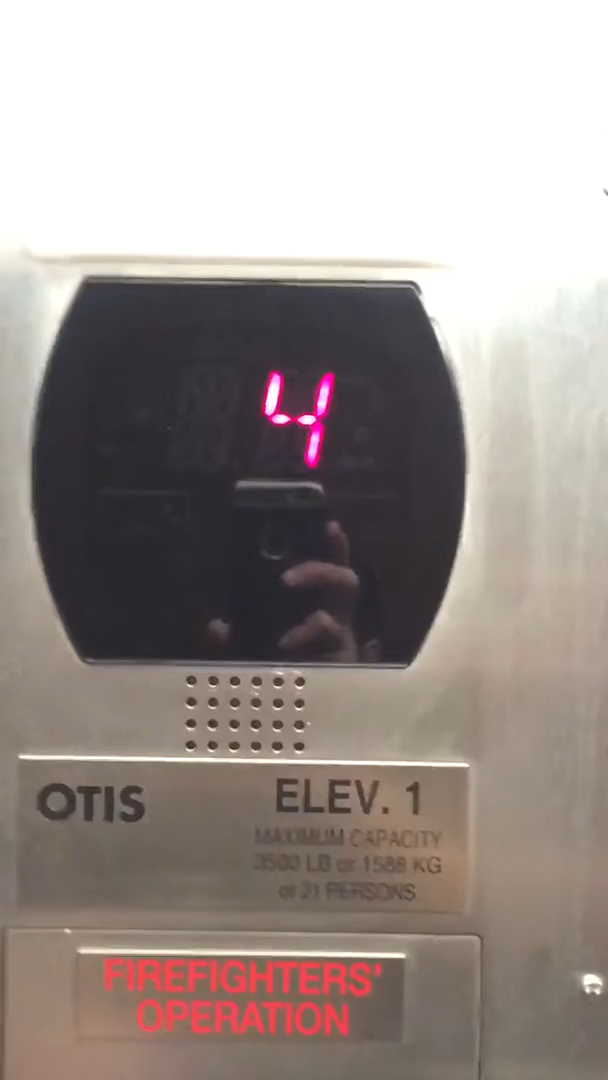 4
OTIS
ELEV. 1
MAXIMUM CAPACITY
3500 LB or 1588 KG
or 21 PERSONS
FIREFIGHTERS'
OPERATION